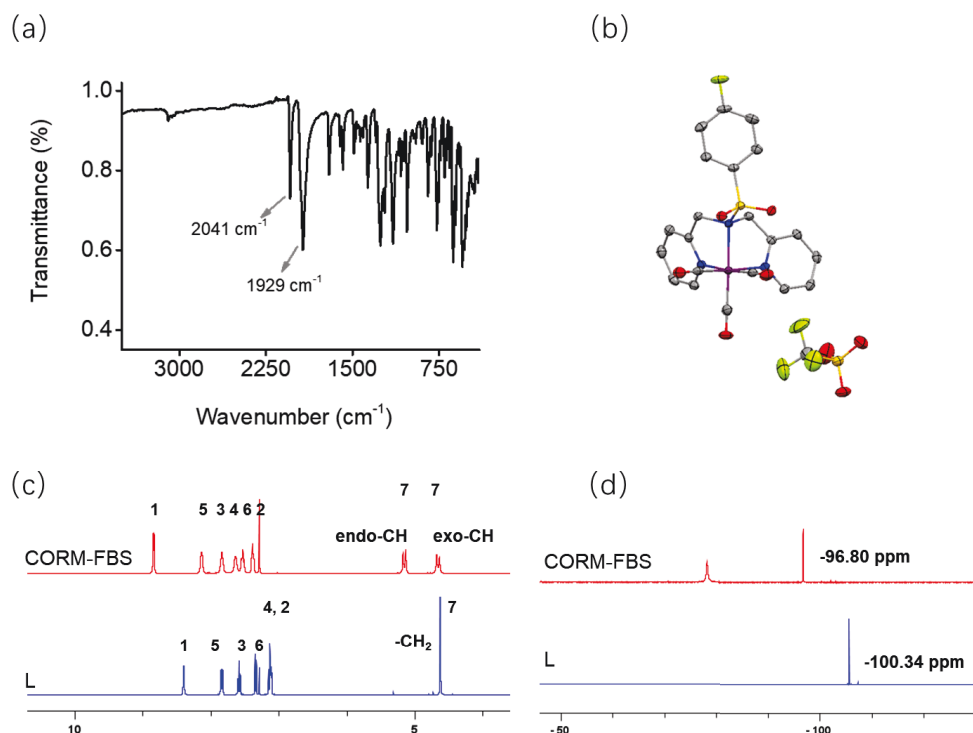 (a)
(b)
1.0
0.8
0.6
0.4
Transmittance (%)
2041 cm⁻¹
1929 cm⁻¹
3000 2250 1500 750
Wavenumber (cm⁻¹)
(c)
(d)
7 7
1 5 3 4 6 2
endo-CH exo-CH
CORM-FBS
4, 2
7
1 5 3 6
-CH₂
L
10 5
CORM-FBS
-96.80 ppm
L
-100.34 ppm
-50 -100